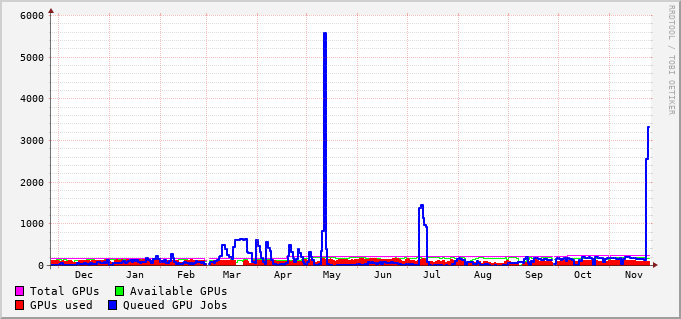 6000
5000
4000
3000
2000
1000
0
Dec Jan Feb Mar Apr May Jun Jul Aug Sep Oct Nov
Total GPUs Available GPUs
GPUs used Queued GPU Jobs
RRDTOOL / TOBI OETIKER